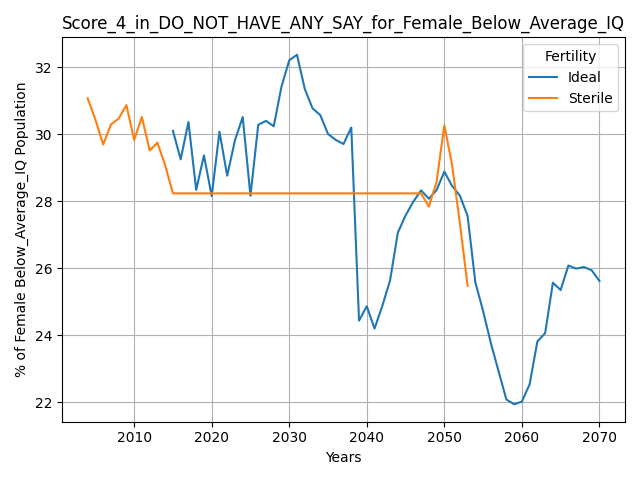 Score_4_in_DO_NOT_HAVE_ANY_SAY_for_Female_Below_Average_IQ
Fertility
Ideal
Sterile
% of Female Below_Average_IQ Population
32
30
28
26
24
22
2010 2020 2030 2040 2050 2060 2070
Years